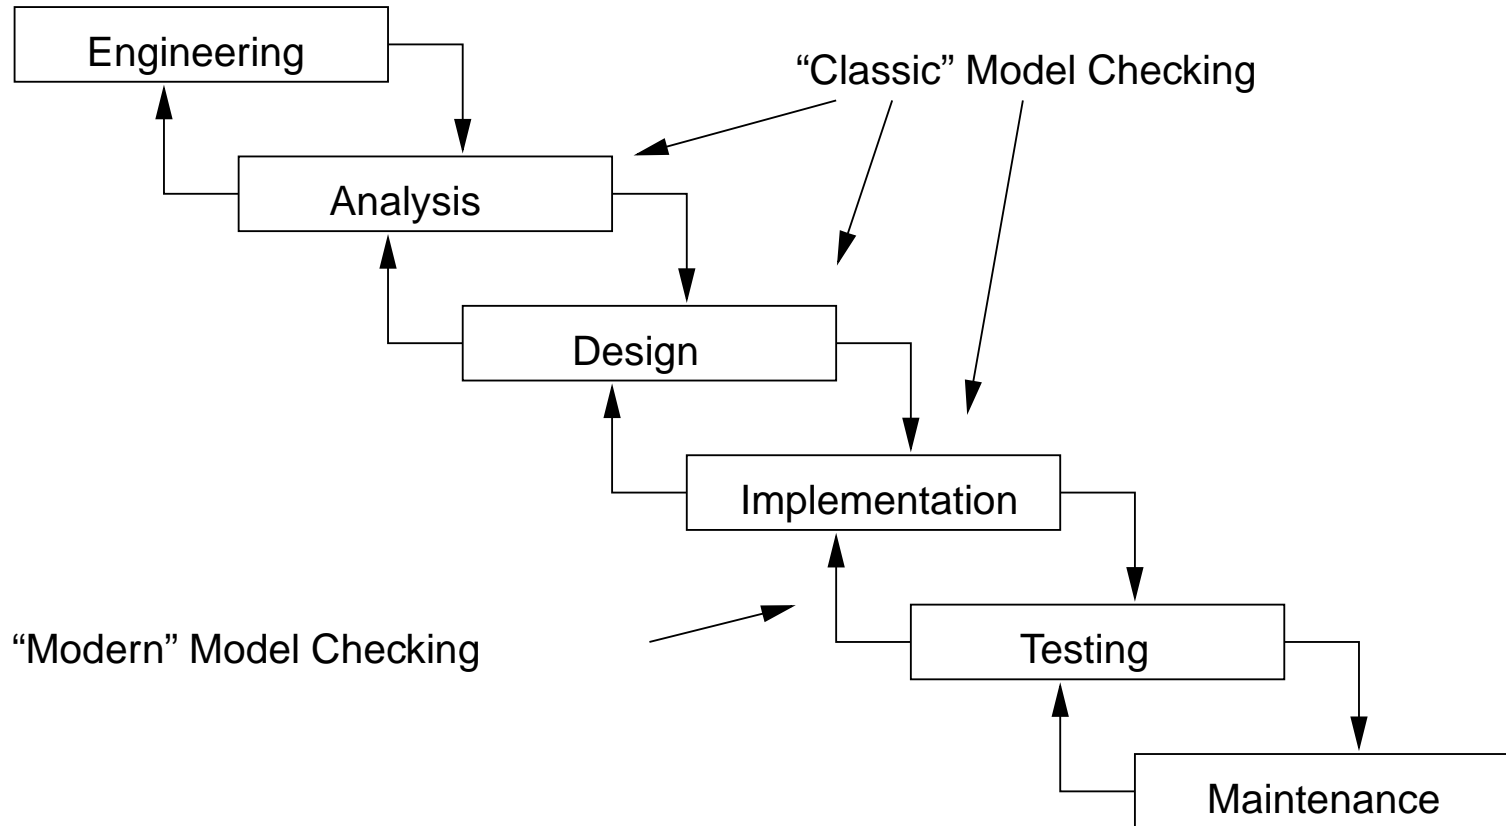 Engineering
“Classic” Model Checking
Analysis
Design
Implementation
“Modern” Model Checking
Testing
Maintenance